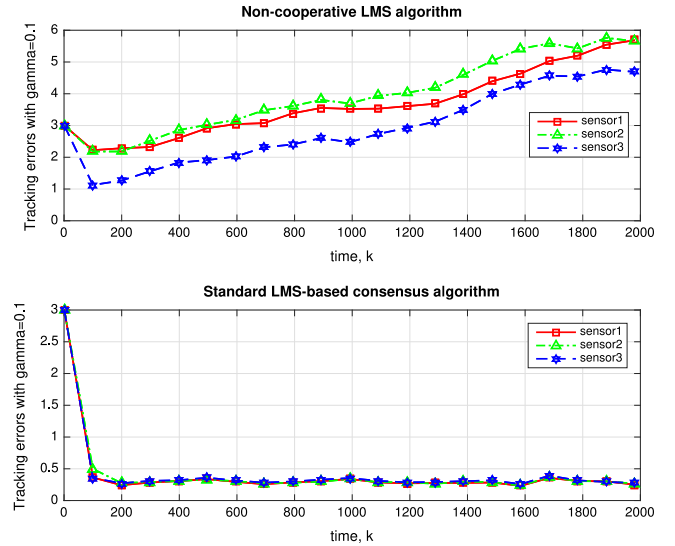 Non-cooperative LMS algorithm
Tracking errors with gamma=0.1
6
5
4
3
2
1
0
sensor1
sensor2
sensor3
0 200 400 600 800 1000 1200 1400 1600 1800 2000
time, k
Standard LMS-based consensus algorithm
Tracking errors with gamma=0.1
3
2.5
2
1.5
1
0.5
0
sensor1
sensor2
sensor3
0 200 400 600 800 1000 1200 1400 1600 1800 2000
time, k